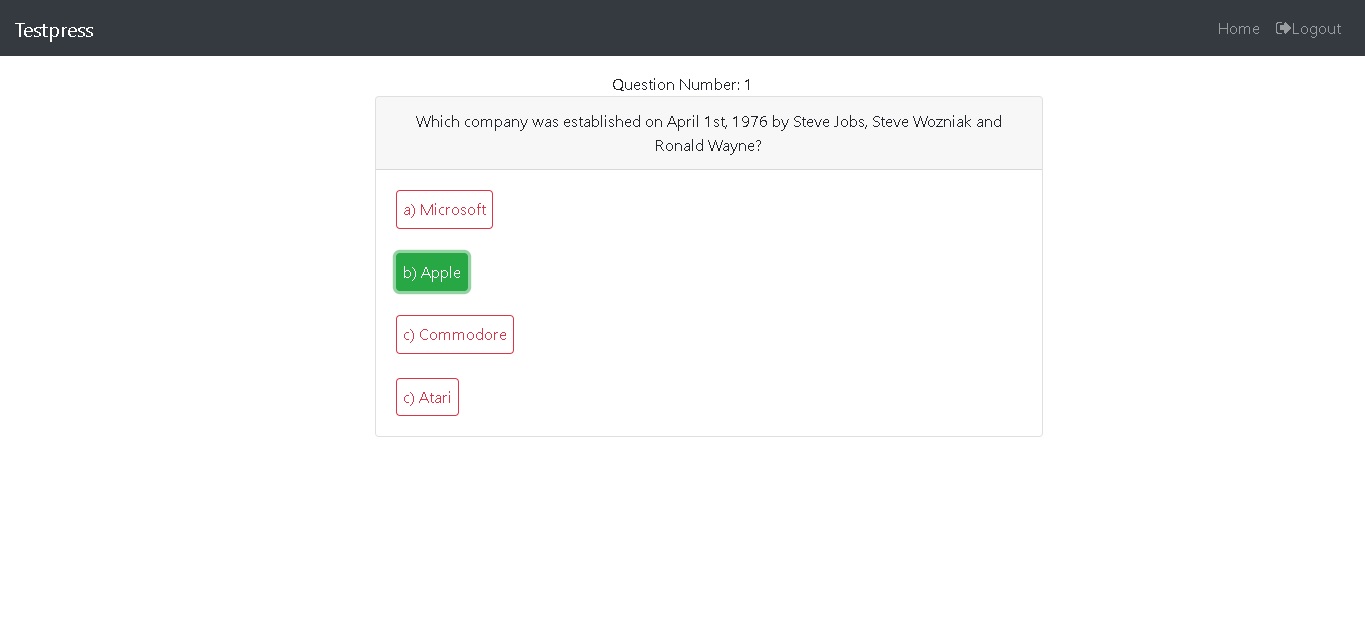 Testpress
Home Logout
Question Number: 1
Which company was established on April 1st, 1976 by Steve Jobs, Steve Wozniak and
Ronald Wayne?
a) Microsoft
b) Apple
c) Commodore
c) Atari